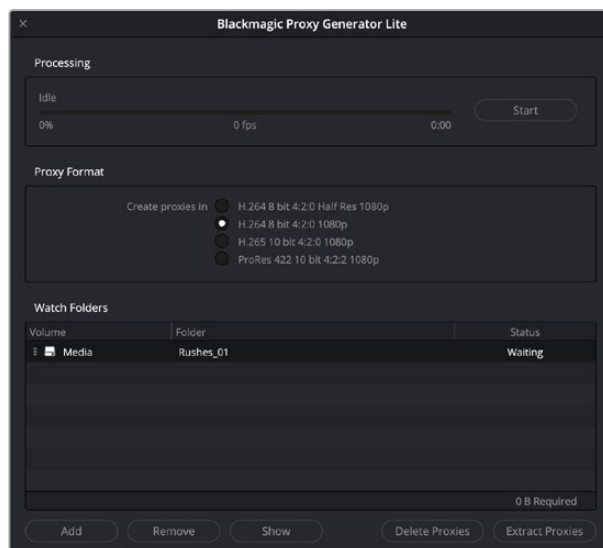 Blackmagic Proxy Generator Lite
Processing
Idle
Start
0% 0 fps 0:00
Proxy Format
Create proxies in H.264 8 bit 4:2:0 Half Res 1080p
H.264 8 bit 4:2:0 1080p
H.265 10 bit 4:2:0 1080p
ProRes 422 10 bit 4:2:2 1080p
Watch Folders
Volume Folder Status
Media Rushes_01 Waiting
0 B Required
Add Remove Show Delete Proxies Extract Proxies